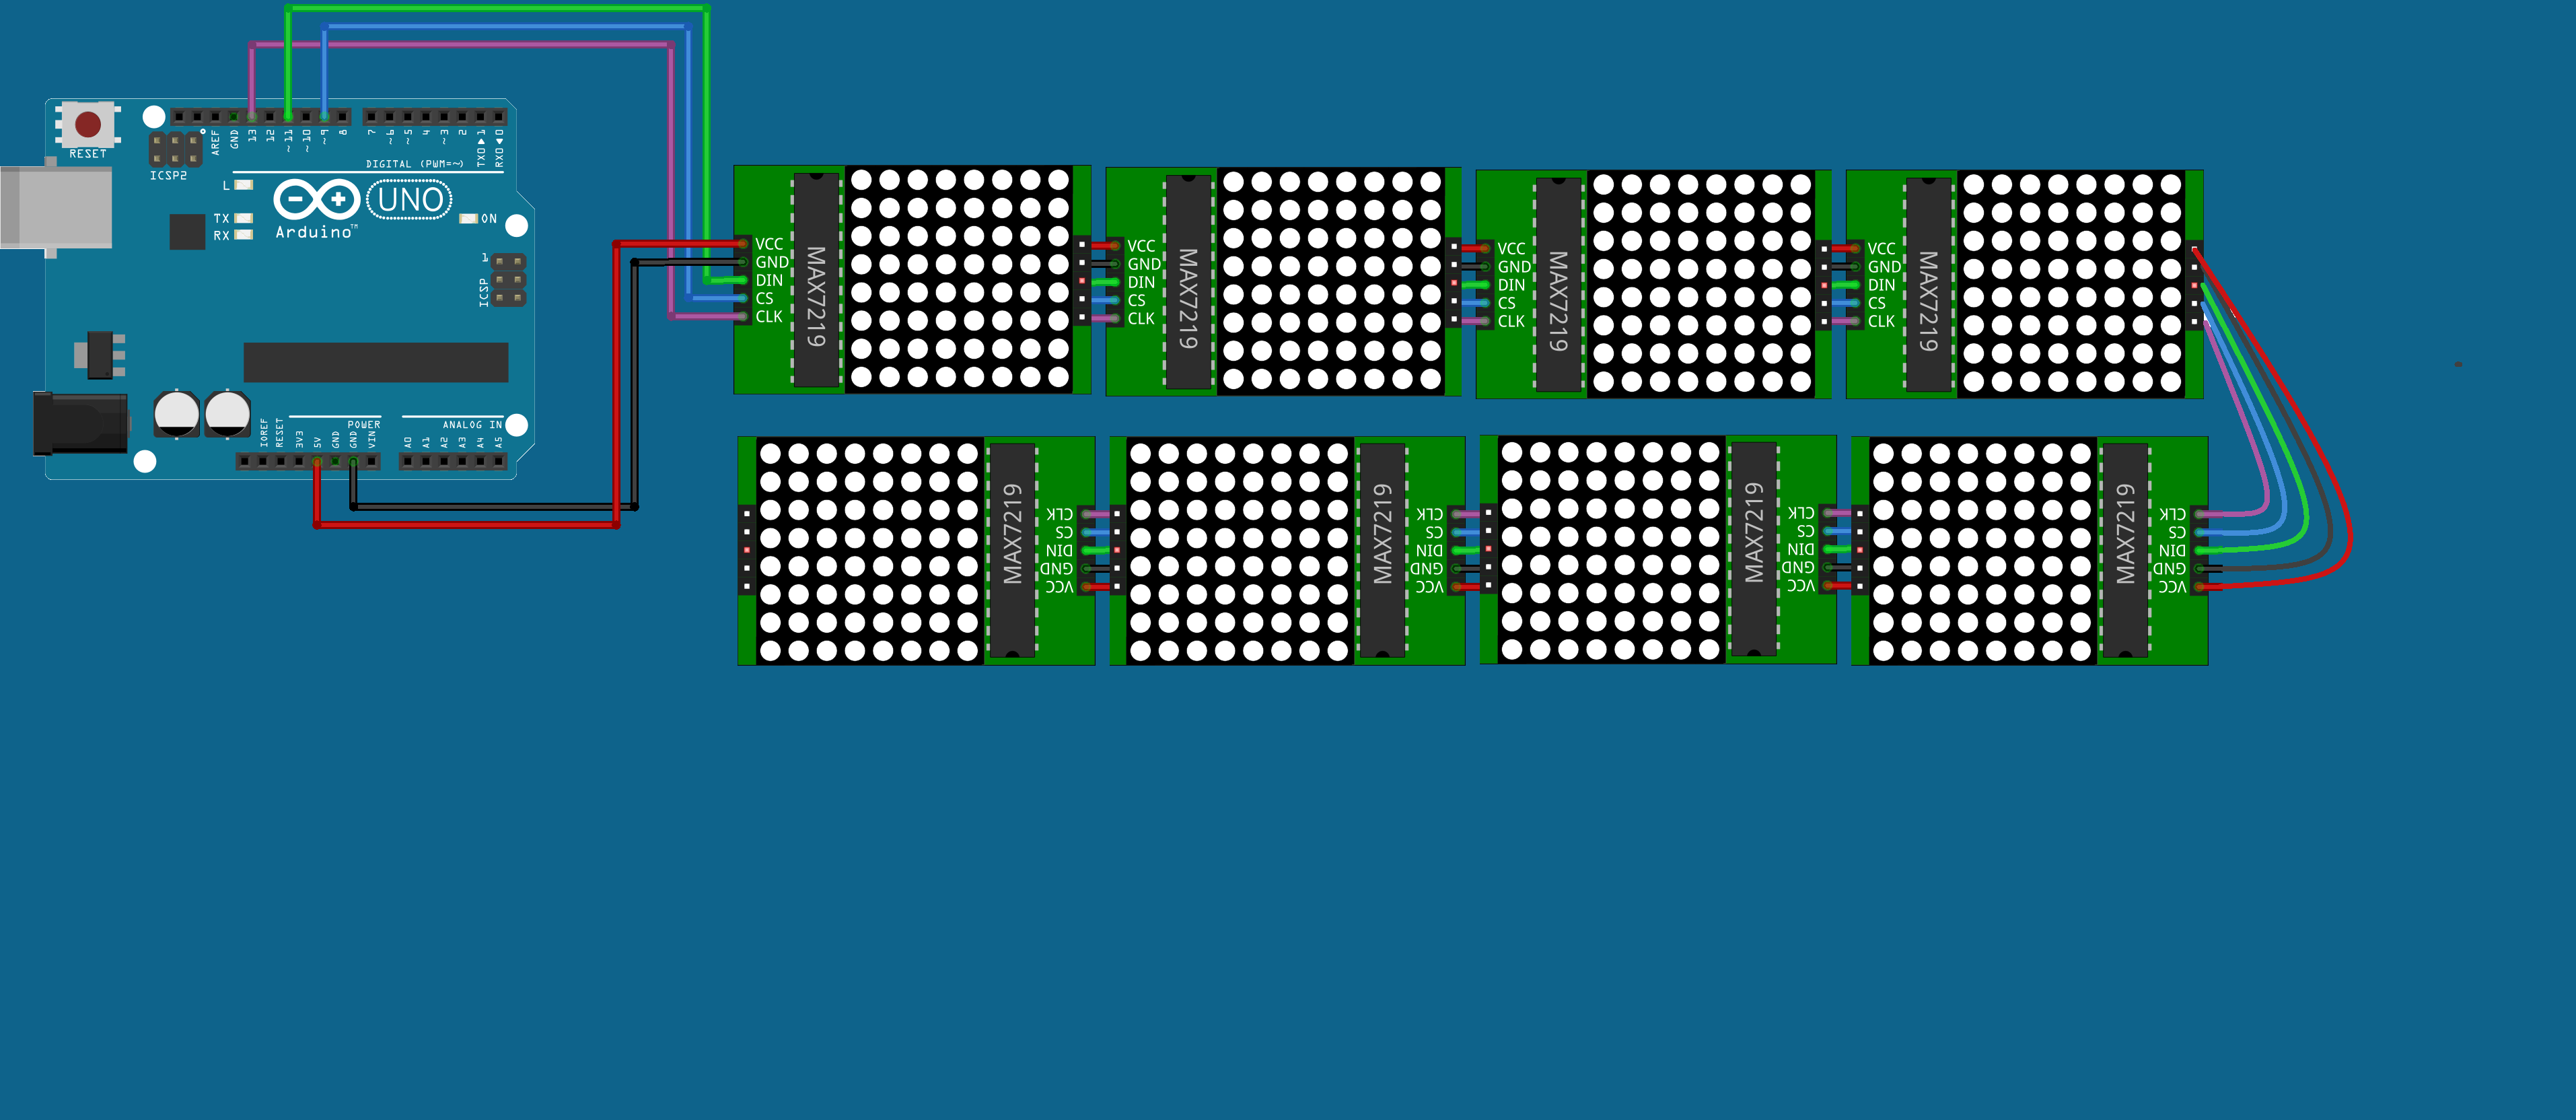 RESET
ICSP2
AREF
GND
13
12
~11
~10
~9
8
7
~6
~5
4
~3
2
TX0 ▶ 1
RX0 ◀ 0
DIGITAL (PWM=~)
L
TX
RX
UNO
Arduino™
ON
1
ICSP
IOREF
RESET
3V3
5V
GND
GND
VIN
POWER
ANALOG IN
A0
A1
A2
A3
A4
A5
VCC
GND
DIN
CS
CLK
MAX7219
VCC
GND
DIN
CS
CLK
MAX7219
VCC
GND
DIN
CS
CLK
MAX7219
VCC
GND
DIN
CS
CLK
MAX7219
MAX7219
CLK
CS
DIN
GND
VCC
MAX7219
CLK
CS
DIN
GND
VCC
MAX7219
CLK
CS
DIN
GND
VCC
MAX7219
CLK
CS
DIN
GND
VCC